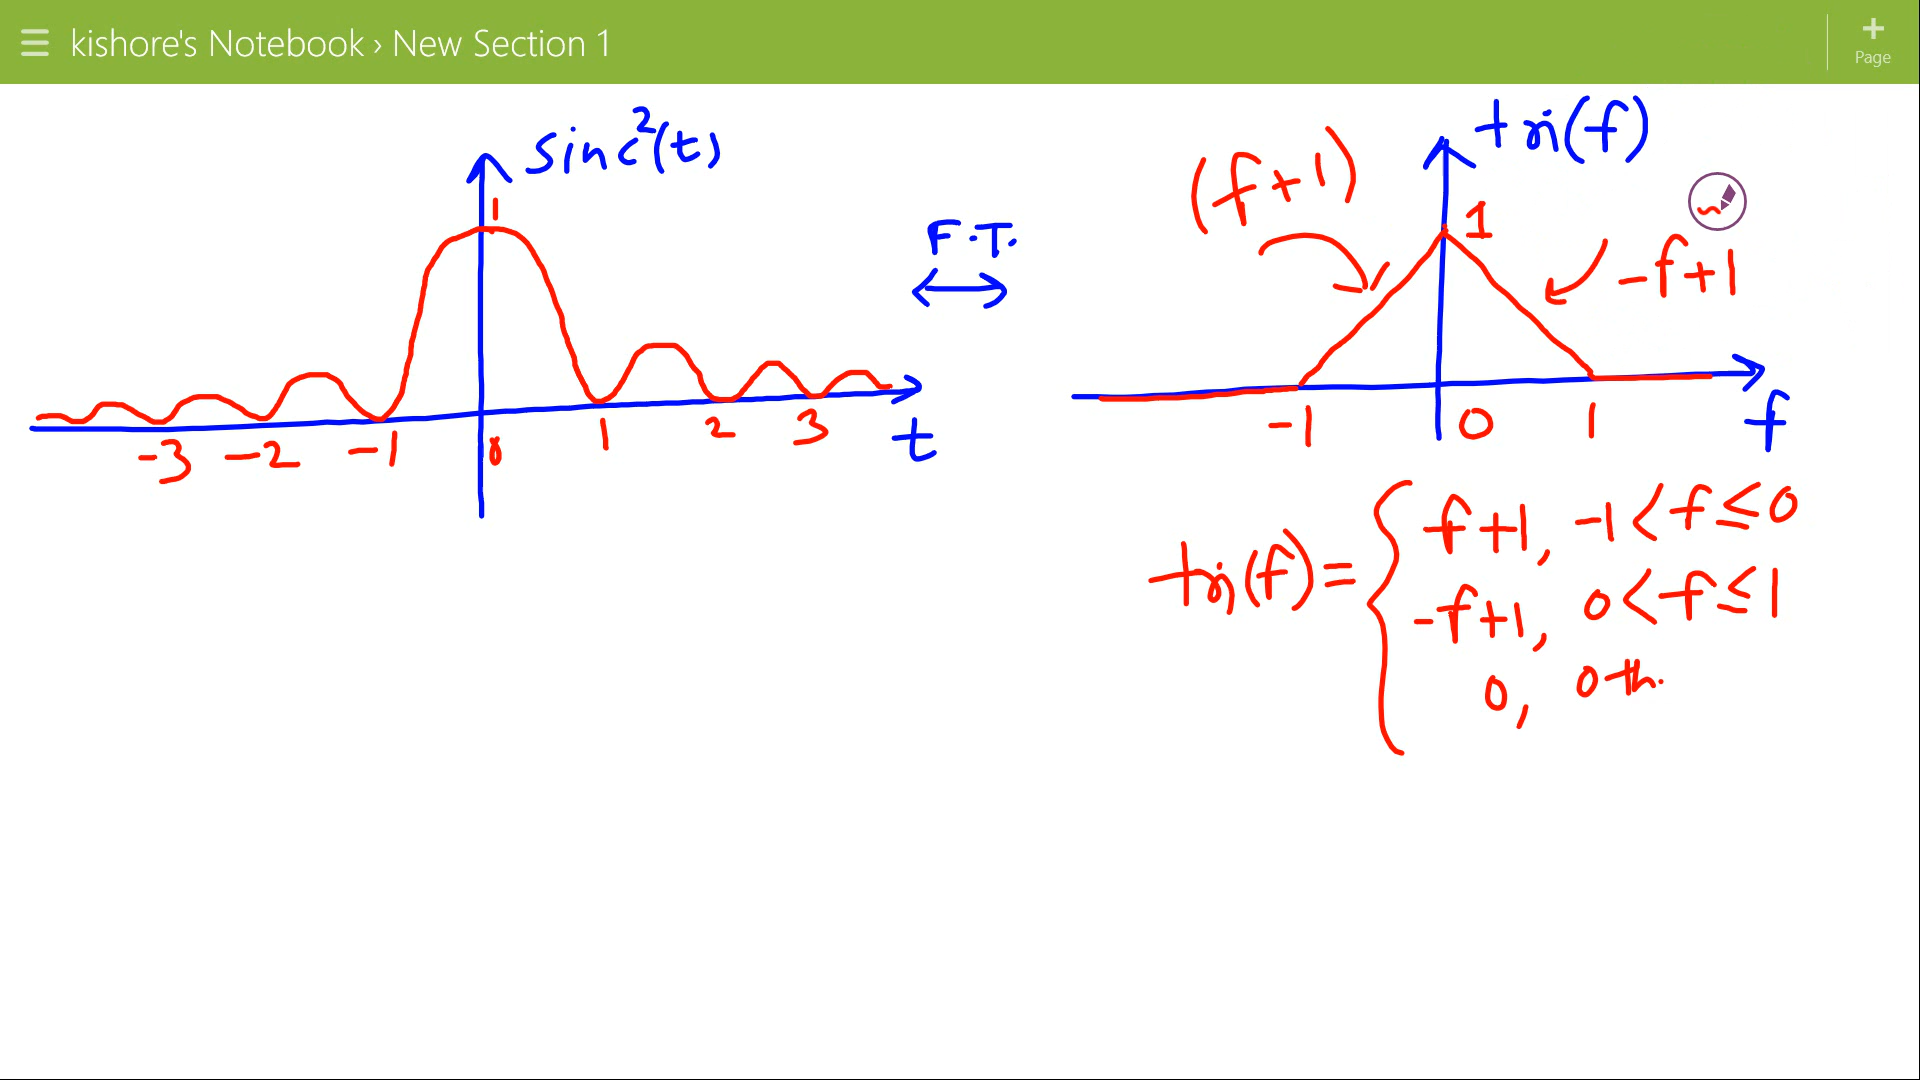 kishore's Notebook › New Section 1
Page
sinc²(t)
1
-3 -2 -1 0 1 2 3 t
F.T.
tri(f)
(f+1)
1
-f+1
-1 0 1 f
tri(f) = { f+1, -1 < f ≤ 0
-f+1, 0 < f ≤ 1
0, oth.